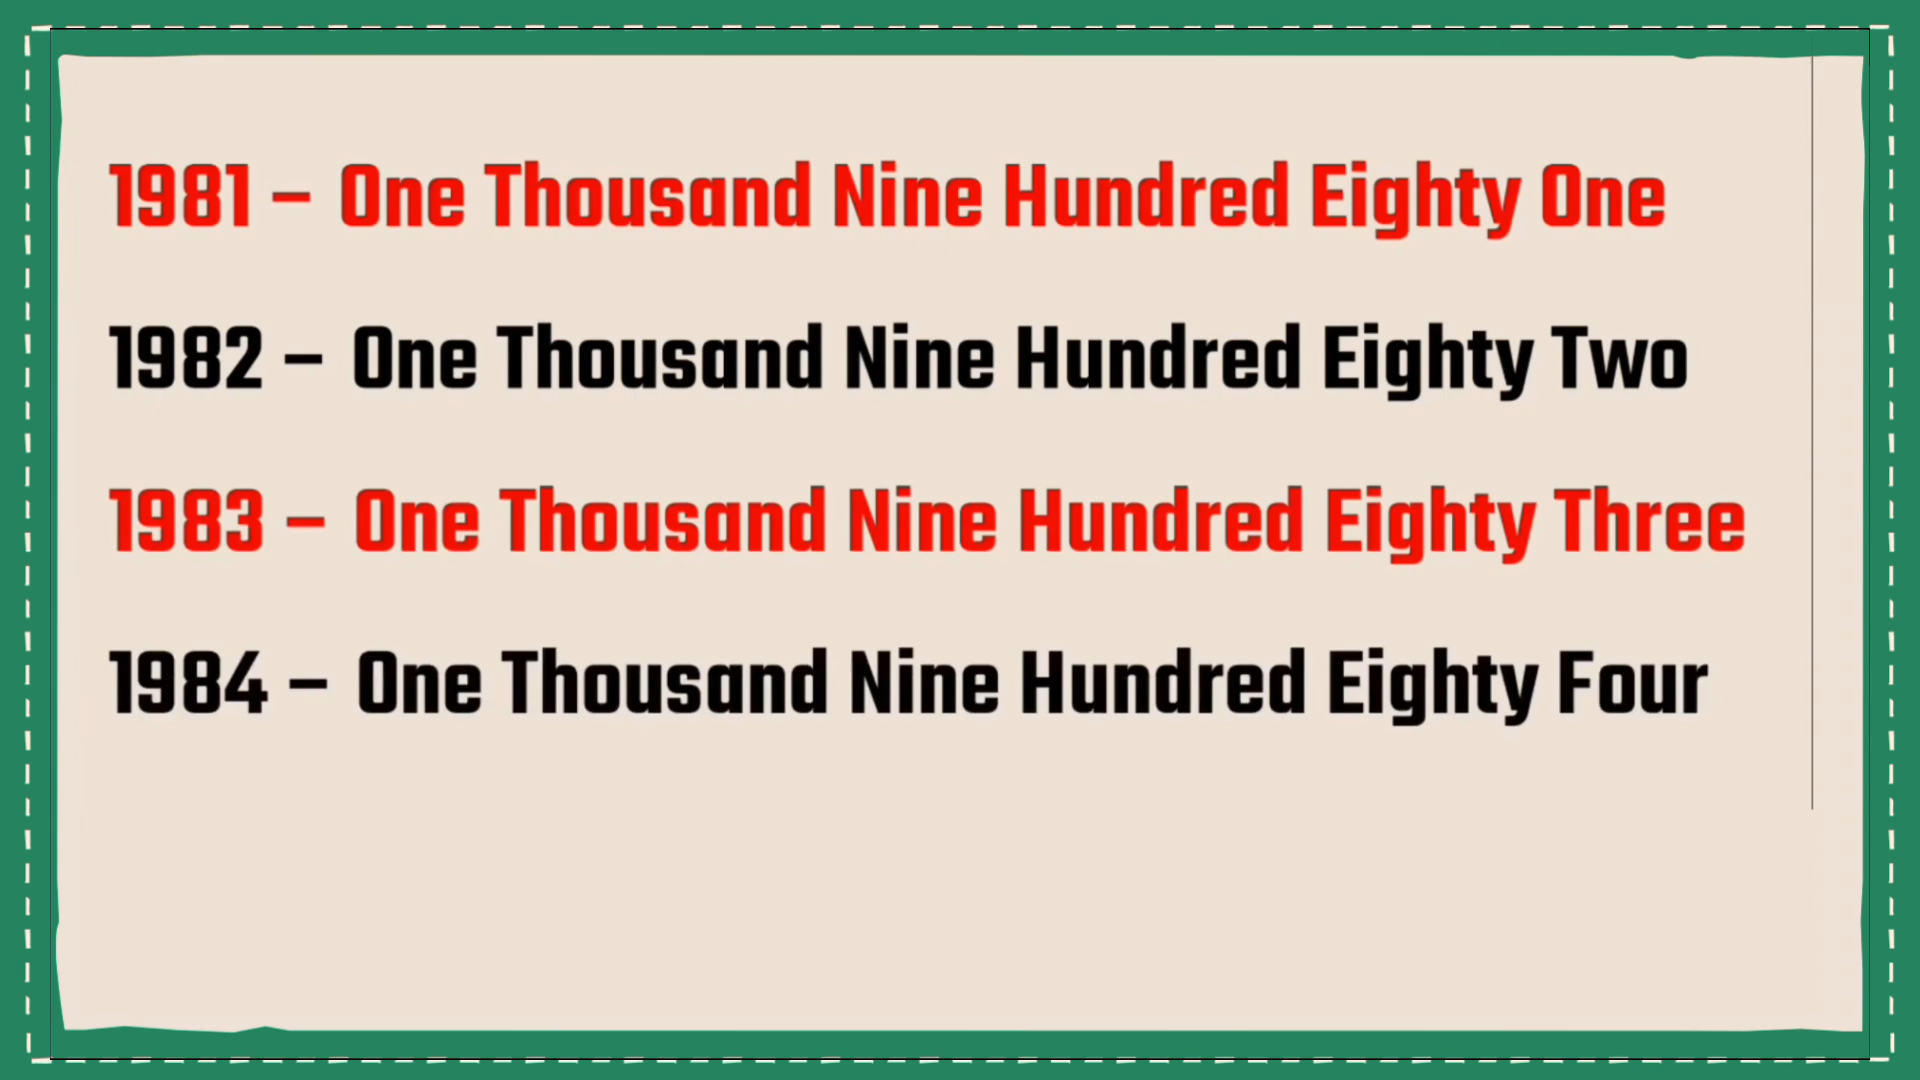 1981 – One Thousand Nine Hundred Eighty One
1982 – One Thousand Nine Hundred Eighty Two
1983 – One Thousand Nine Hundred Eighty Three
1984 – One Thousand Nine Hundred Eighty Four